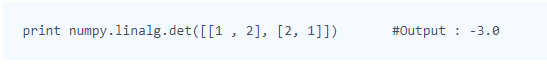 print numpy.linalg.det([[1 , 2], [2, 1]])       #Output : -3.0